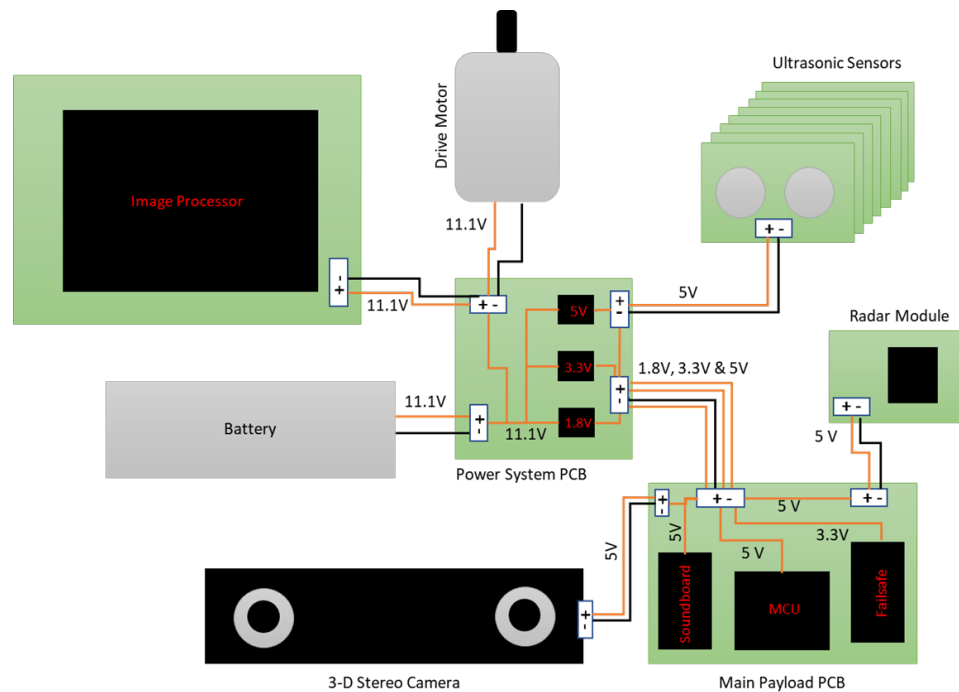 Ultrasonic Sensors
Drive Motor
Image Processor
+ -
11.1V
-
+
11.1V
5V
+ -
5V
+
-
Radar Module
3.3V
1.8V, 3.3V & 5V
+
-
+ -
11.1V
+
-
Battery
11.1V
1.8V
5 V
Power System PCB
+ -
+ -
+
-
5 V
5V
5V
5 V
3.3V
Soundboard
MCU
Failsafe
+
-
3-D Stereo Camera
Main Payload PCB